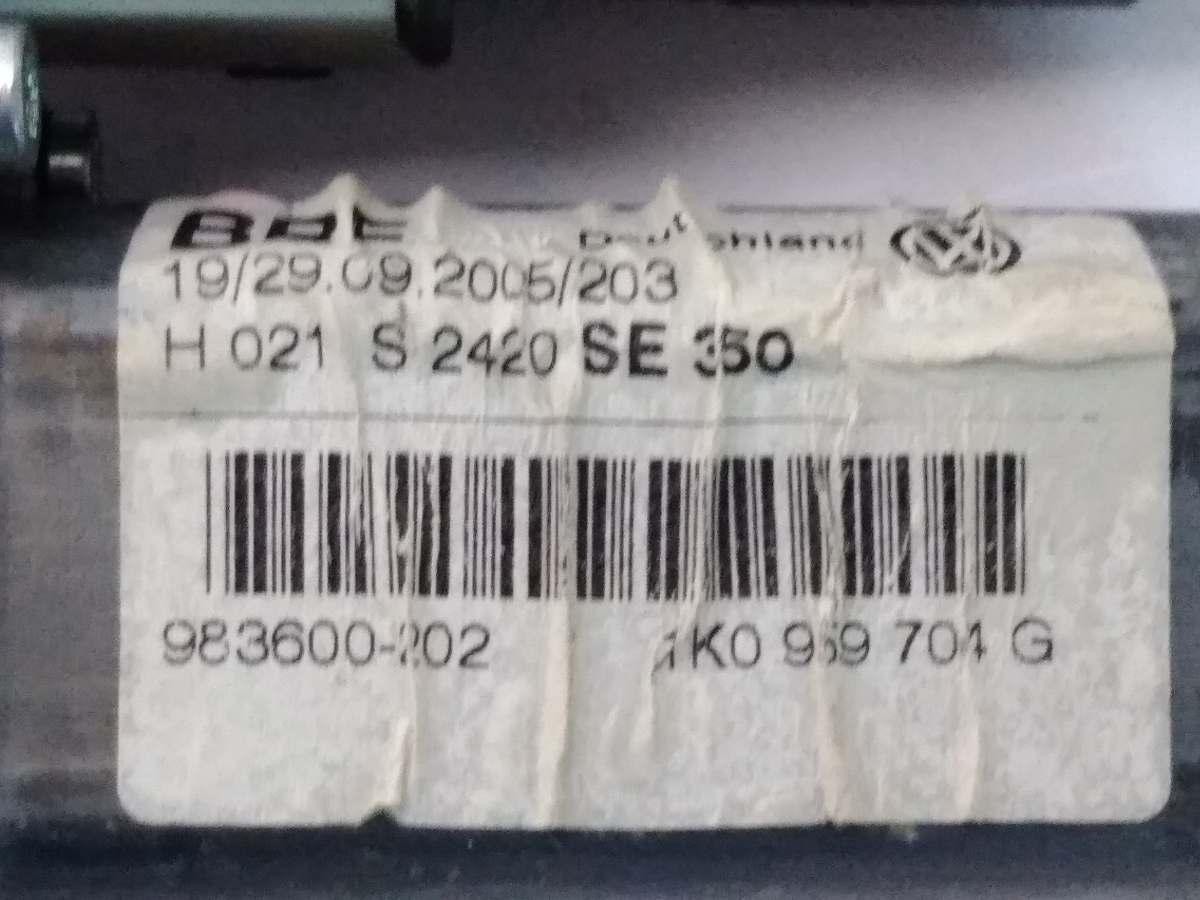 Deutschland
19/29.09.2005/203
H 021 S 2420 SE 350
983600-202 1K0 959 704 G